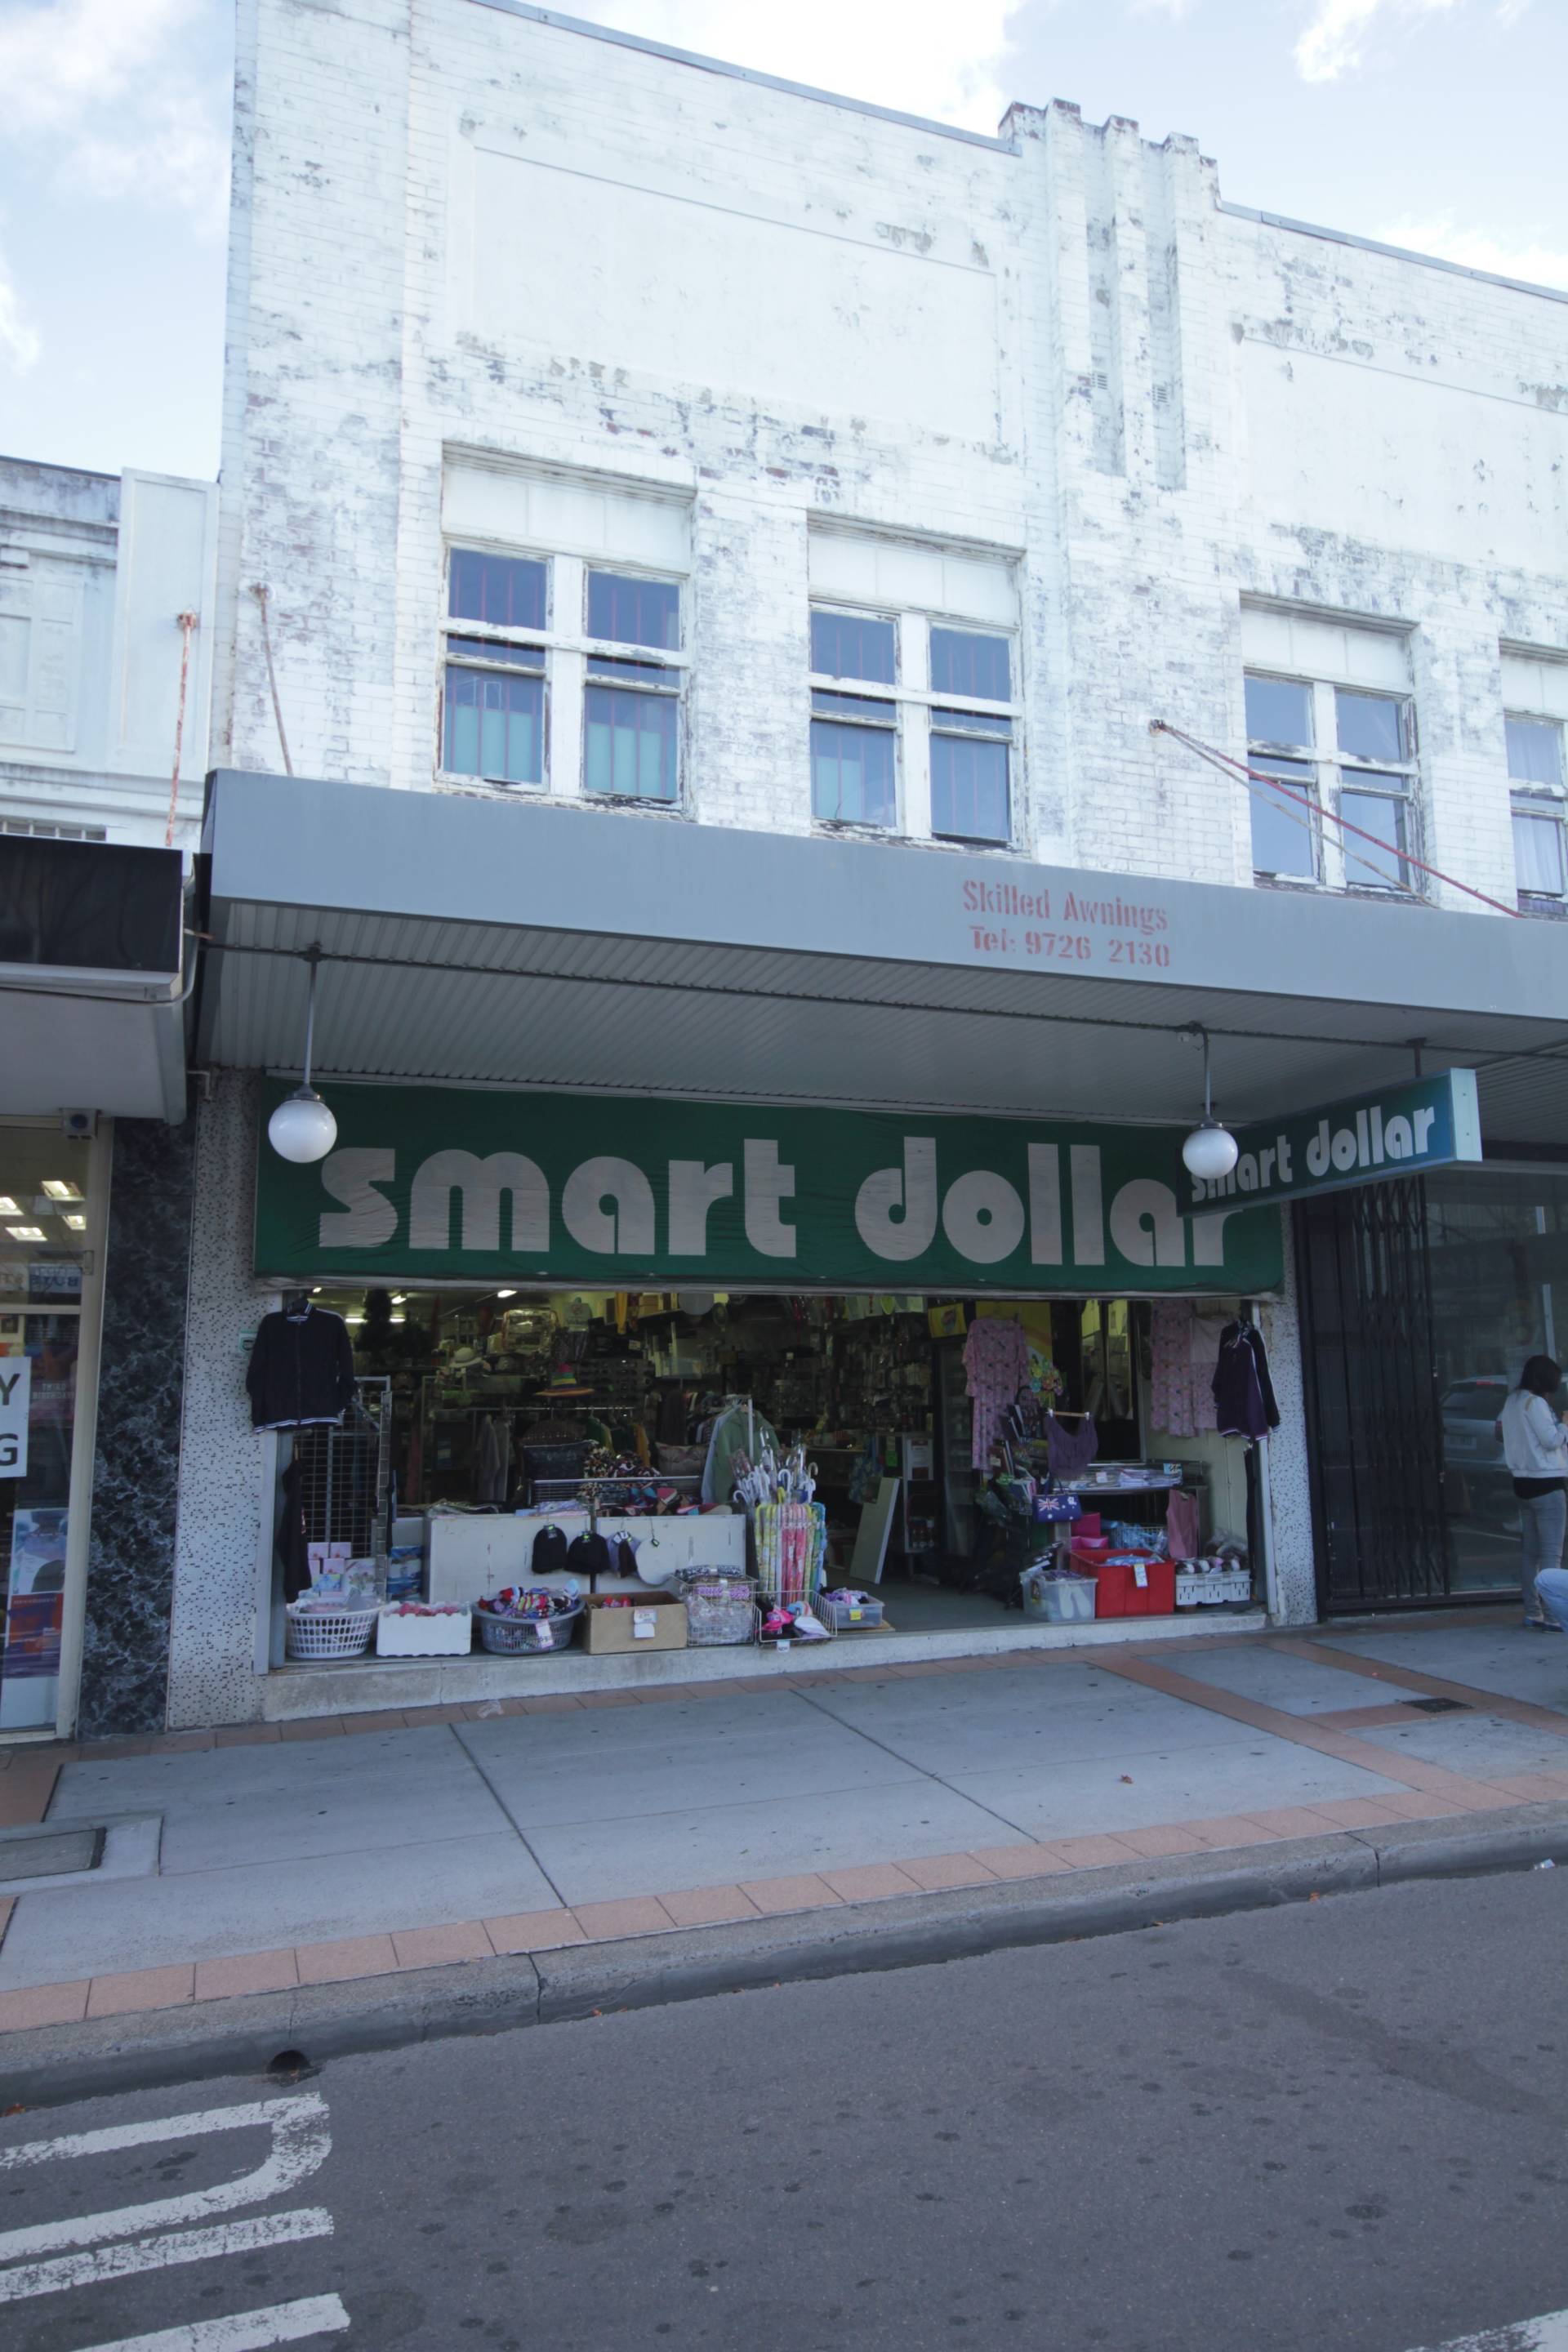 Skilled Awnings
Tel: 9726 2130
smart dollar
smart dollar
Y
G